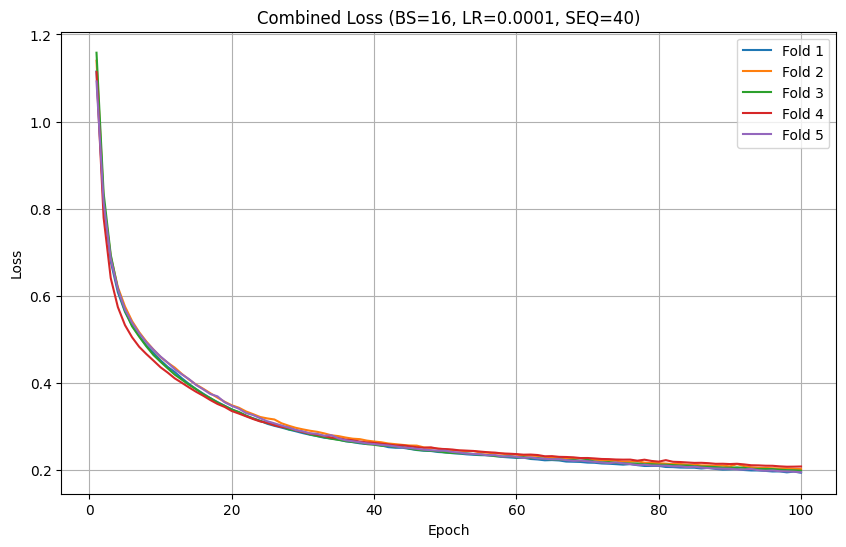 Combined Loss (BS=16, LR=0.0001, SEQ=40)
Fold 1
Fold 2
Fold 3
Fold 4
Fold 5
Loss
1.2
1.0
0.8
0.6
0.4
0.2
0
20
40
60
80
100
Epoch